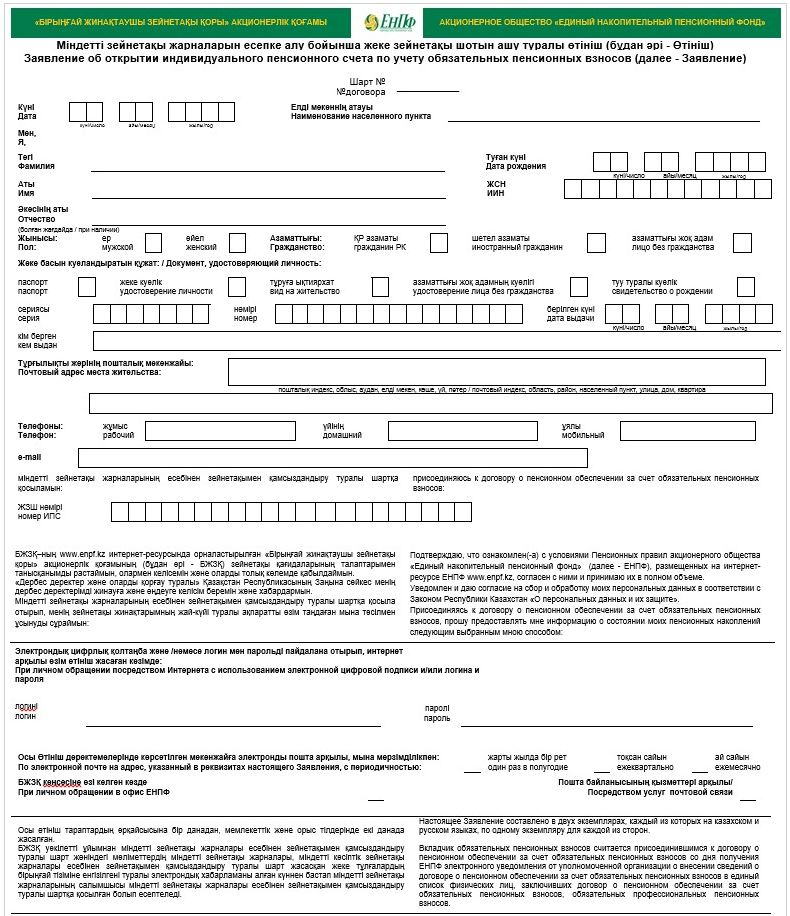 «БІРЫҢҒАЙ ЖИНАҚТАУШЫ ЗЕЙНЕТАҚЫ ҚОРЫ» АКЦИОНЕРЛІК ҚОҒАМЫ
ЕНПФ
АКЦИОНЕРНОЕ ОБЩЕСТВО «ЕДИНЫЙ НАКОПИТЕЛЬНЫЙ ПЕНСИОННЫЙ ФОНД»
Міндетті зейнетақы жарналарын есепке алу бойынша жеке зейнетақы шотын ашу туралы өтініш (бұдан әрі - Өтініш)
Заявление об открытии индивидуального пенсионного счета по учету обязательных пенсионных взносов (далее - Заявление)
Шарт №
№договора
Күні
Дата
күні/число айы/месяц жылы/год
Елді мекеннің атауы
Наименование населенного пункта
Мен,
Я,
Тегі
Фамилия
Туған күні
Дата рождения
күні/число айы/месяц жылы/год
Аты
Имя
ЖСН
ИИН
Әкесінің аты
Отчество
(болған жағдайда / при наличии)
Жынысы: ер әйел Азаматтығы: ҚР азаматы шетел азаматы азаматтығы жоқ адам
Пол: мужской женский Гражданство: гражданин РК иностранный гражданин лицо без гражданства
Жеке басын куәландыратын құжат: / Документ, удостоверяющий личность:
паспорт жеке куәлік тұруға ықтиярхат азаматтығы жоқ адамның куәлігі туу туралы куәлік
паспорт удостоверение личности вид на жительство удостоверение лица без гражданства свидетельство о рождении
сериясы нөмірі берілген күні
серия номер дата выдачи
күні/число айы/месяц жылы/год
кім берген
кем выдан
Тұрғылықты жерінің пошталық мекенжайы:
Почтовый адрес места жительства:
пошталық индекс, облыс, аудан, елді мекен, көше, үй, пәтер / почтовый индекс, область, район, населенный пункт, улица, дом, квартира
Телефоны: жұмыс үйінің ұялы
Телефон: рабочий домашний мобильный
e-mail
міндетті зейнетақы жарналарының есебінен зейнетақымен қамсыздандыру туралы шартқа
қосыламын:
присоединяюсь к договору о пенсионном обеспечении за счет обязательных пенсионных
взносов:
ЖЗШ нөмірі
номер ИПС
БЖЗҚ–ның www.enpf.kz интернет-ресурсында орналастырылған «Бірыңғай жинақтаушы зейнетақы
қоры» акционерлік қоғамының (бұдан әрі - БЖЗҚ) зейнетақы қағидаларының талаптарымен
танысқанымды растаймын, олармен келісемін және оларды толық көлемде қабылдаймын.
«Дербес деректер және оларды қорғау туралы» Қазақстан Республикасының Заңына сәйкес менің
дербес деректерімді жинауға және өңдеуге келісім беремін және хабардармын.
Міндетті зейнетақы жарналарының есебінен зейнетақымен қамсыздандыру туралы шартқа қосыла
отырып, менің зейнетақы жинақтарымның жай-күйі туралы ақпаратты өзім таңдаған мына тәсілмен
ұсынуды сұраймын:
Подтверждаю, что ознакомлен(-а) с условиями Пенсионных правил акционерного общества
«Единый накопительный пенсионный фонд» (далее - ЕНПФ), размещенных на интернет-
ресурсе ЕНПФ www.enpf.kz, согласен с ними и принимаю их в полном объеме.
Уведомлен и даю согласие на сбор и обработку моих персональных данных в соответствии с
Законом Республики Казахстан «О персональных данных и их защите».
Присоединяясь к договору о пенсионном обеспечении за счет обязательных пенсионных
взносов, прошу предоставлять мне информацию о состоянии моих пенсионных накоплений
следующим выбранным мною способом:
Электрондық цифрлық қолтаңба және /немесе логин мен парольді пайдалана отырып, интернет
арқылы өзім өтініш жасаған кезімде:
При личном обращении посредством Интернета с использованием электронной цифровой подписи и/или логина и
пароля
логині паролі
логин пароль
Осы Өтініш деректемелерінде көрсетілген мекенжайға электронды пошта арқылы, мына мерзімділікпен: жарты жылда бір рет тоқсан сайын ай сайын
По электронной почте на адрес, указанный в реквизитах настоящего Заявления, с периодичностью: один раз в полугодие ежеквартально ежемесячно
БЖЗҚ кеңсесіне өзі келген кезде
При личном обращении в офис ЕНПФ
Пошта байланысының қызметтері арқылы/
Посредством услуг почтовой связи
Осы өтініш тараптардың әрқайсысына бір данадан, мемлекеттік және орыс тілдерінде екі данада
жасалған.
БЖЗҚ уәкілетті ұйымнан міндетті зейнетақы жарналары есебінен зейнетақымен қамсыздандыру
туралы шарт жөніндегі мәліметтердің міндетті зейнетақы жарналары, міндетті кәсіптік зейнетақы
жарналары есебінен зейнетақымен қамсыздандыру туралы шарт жасасқан жеке тұлғалардың
бірыңғай тізіміне енгізілгені туралы электрондық хабарламаны алған күннен бастап міндетті зейнетақы
жарналарының салымшысы міндетті зейнетақы жарналары есебінен зейнетақымен қамсыздандыру
туралы шартқа қосылған болып есептеледі.
Настоящее Заявление составлено в двух экземплярах, каждый из которых на казахском и
русском языках, по одному экземпляру для каждой из сторон.
Вкладчик обязательных пенсионных взносов считается присоединившимся к договору о
пенсионном обеспечении за счет обязательных пенсионных взносов со дня получения
ЕНПФ электронного уведомления от уполномоченной организации о внесении сведений о
договоре о пенсионном обеспечении за счет обязательных пенсионных взносов в единый
список физических лиц, заключивших договор о пенсионном обеспечении за счет
обязательных пенсионных взносов, обязательных профессиональных пенсионных
взносов.